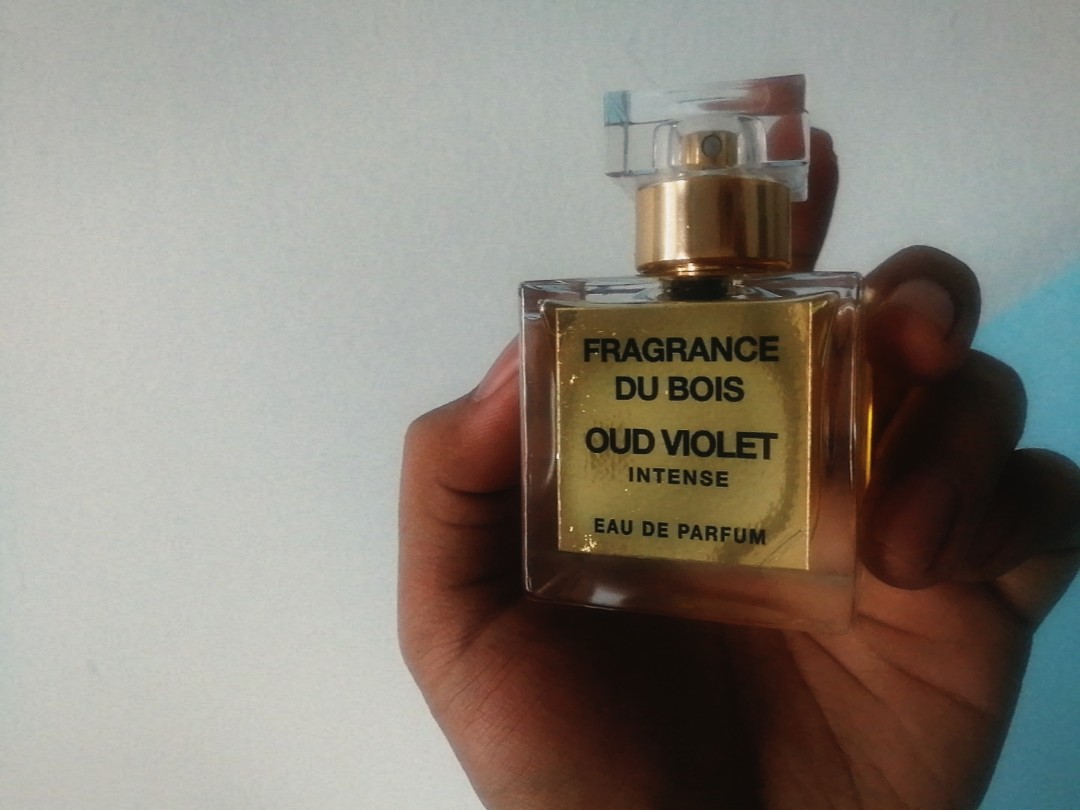 FRAGRANCE
DU BOIS
OUD VIOLET
INTENSE
EAU DE PARFUM